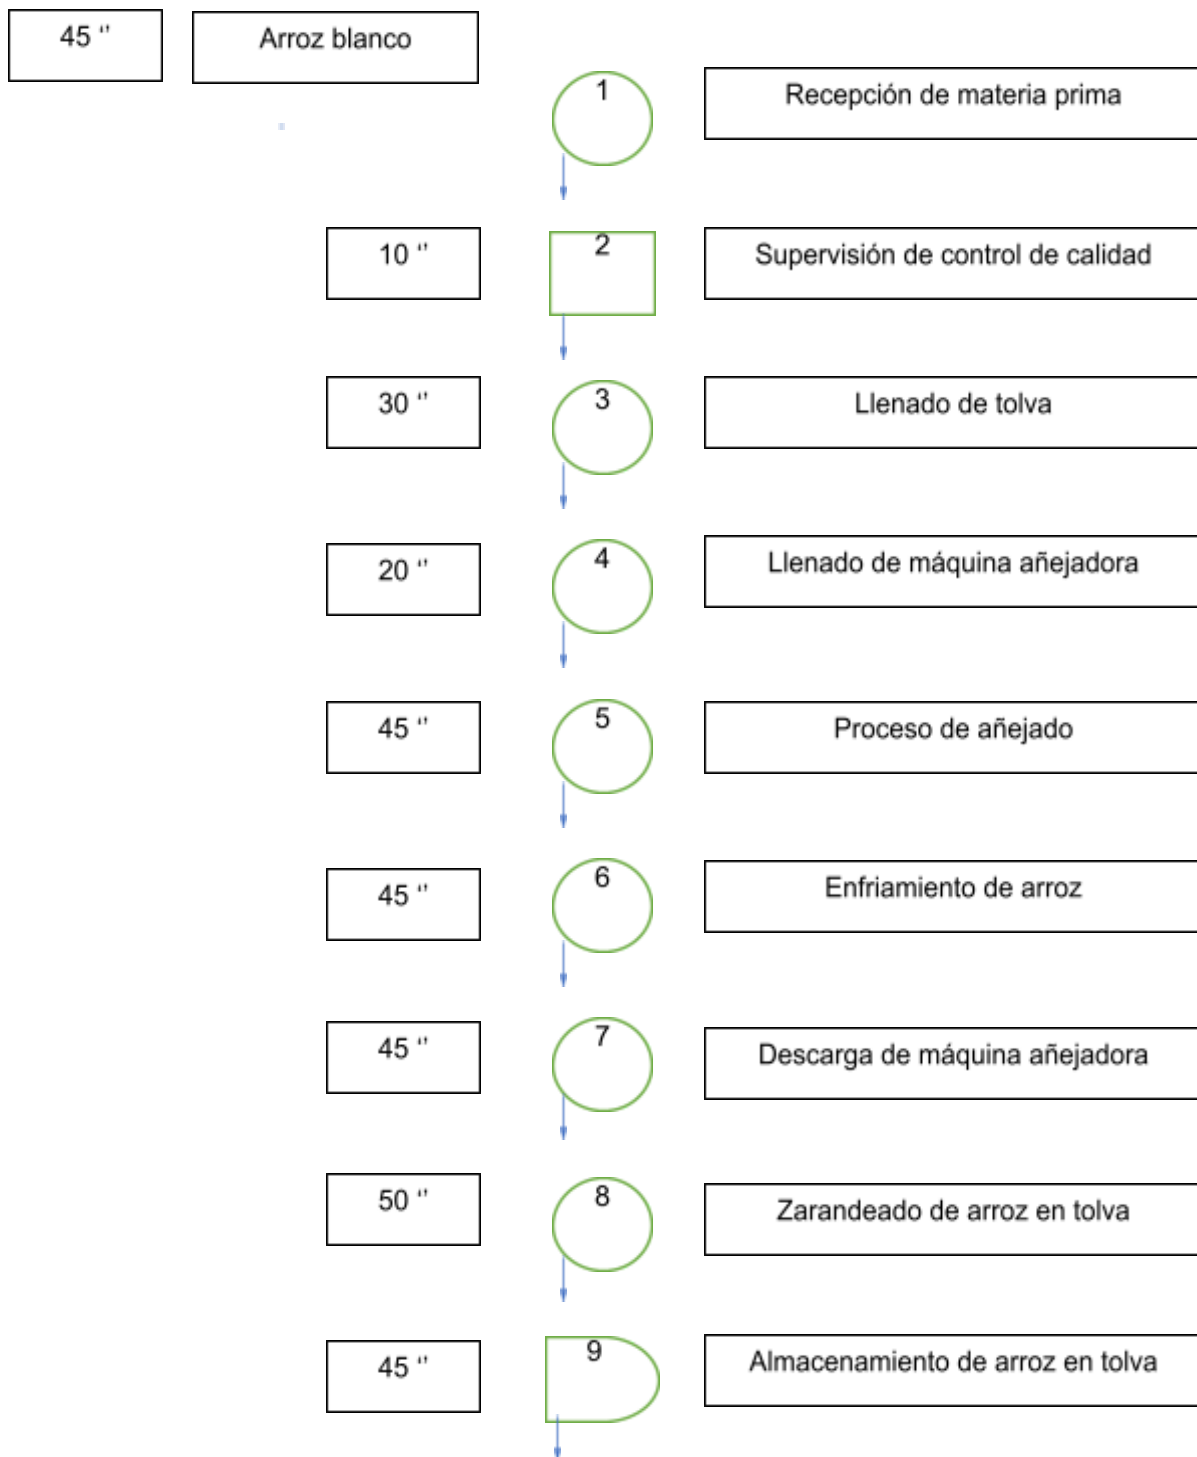 45 ‘’ Arroz blanco
1 Recepción de materia prima
10 ‘’ 2 Supervisión de control de calidad
30 ‘’ 3 Llenado de tolva
20 ‘’ 4 Llenado de máquina añejadora
45 ‘’ 5 Proceso de añejado
45 ‘’ 6 Enfriamiento de arroz
45 ‘’ 7 Descarga de máquina añejadora
50 ‘’ 8 Zarandeado de arroz en tolva
45 ‘’ 9 Almacenamiento de arroz en tolva